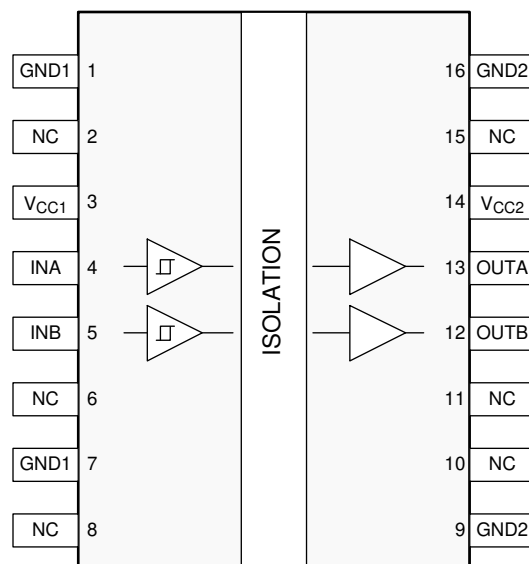 GND1 1 16 GND2
NC 2 15 NC
VCC1 3 14 VCC2
INA 4 13 OUTA
INB 5 12 OUTB
ISOLATION
NC 6 11 NC
GND1 7 10 NC
NC 8 9 GND2